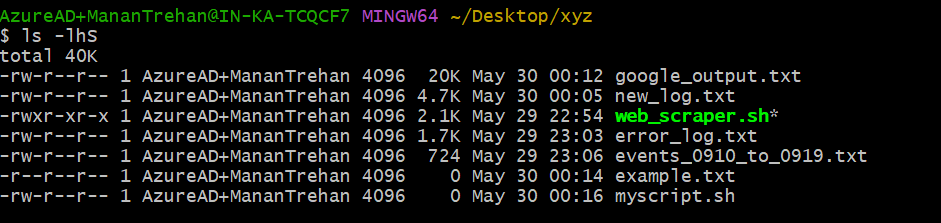 AzureAD+MananTrehan@IN-KA-TCQCF7 MINGW64 ~/Desktop/xyz
$ ls -lhS
total 40K
-rw-r--r-- 1 AzureAD+MananTrehan 4096  20K May 30 00:12 google_output.txt
-rw-r--r-- 1 AzureAD+MananTrehan 4096 4.7K May 30 00:05 new_log.txt
-rwxr-xr-x 1 AzureAD+MananTrehan 4096 2.1K May 29 22:54 web_scraper.sh*
-rw-r--r-- 1 AzureAD+MananTrehan 4096 1.7K May 29 23:03 error_log.txt
-rw-r--r-- 1 AzureAD+MananTrehan 4096  724 May 29 23:06 events_0910_to_0919.txt
-r--r--r-- 1 AzureAD+MananTrehan 4096    0 May 30 00:14 example.txt
-rw-r--r-- 1 AzureAD+MananTrehan 4096    0 May 30 00:16 myscript.sh